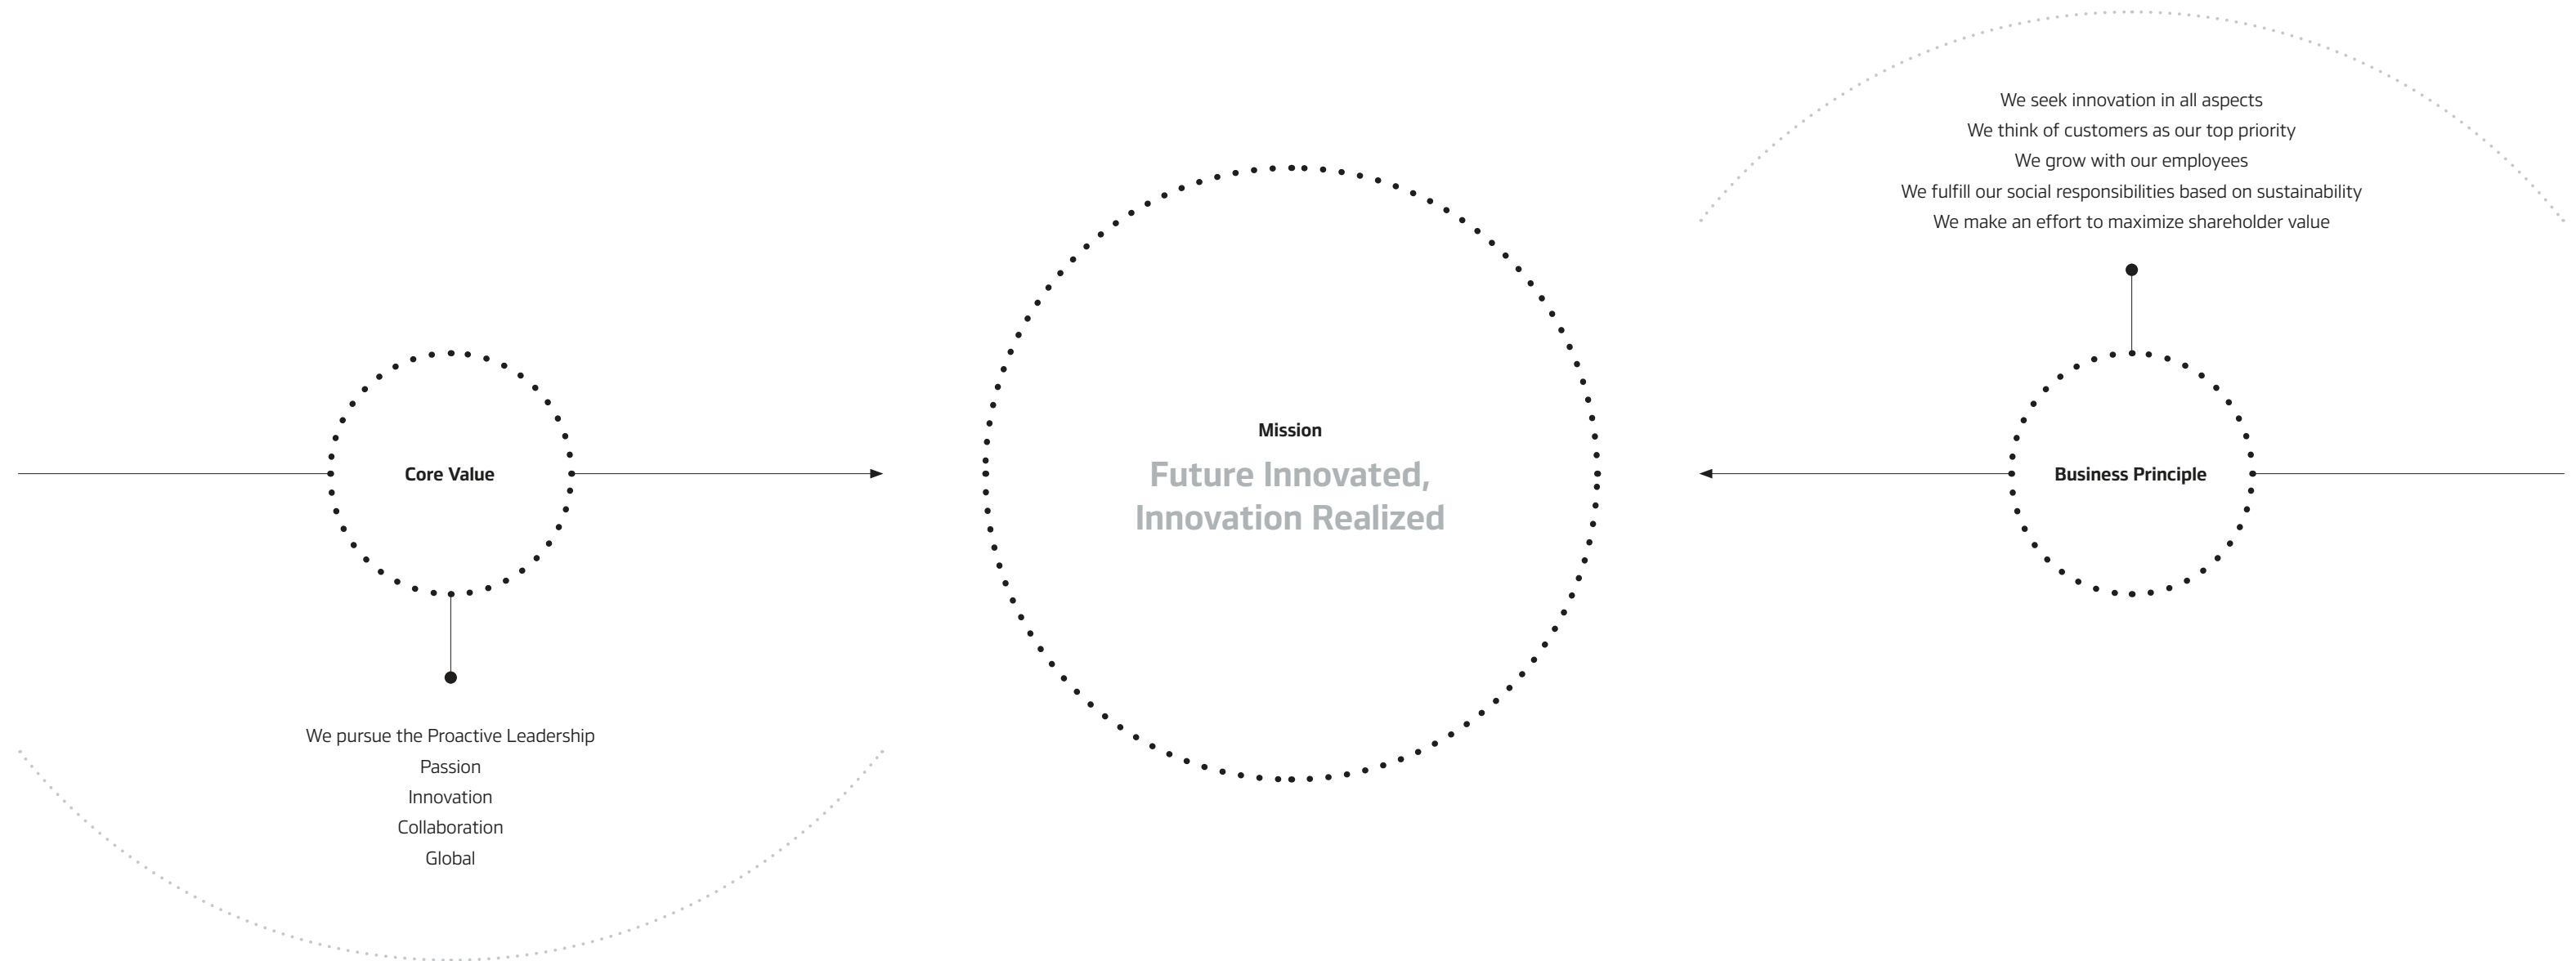 Core Value
We pursue the Proactive Leadership
Passion
Innovation
Collaboration
Global
Mission
Future Innovated,
Innovation Realized
We seek innovation in all aspects
We think of customers as our top priority
We grow with our employees
We fulfill our social responsibilities based on sustainability
We make an effort to maximize shareholder value
Business Principle